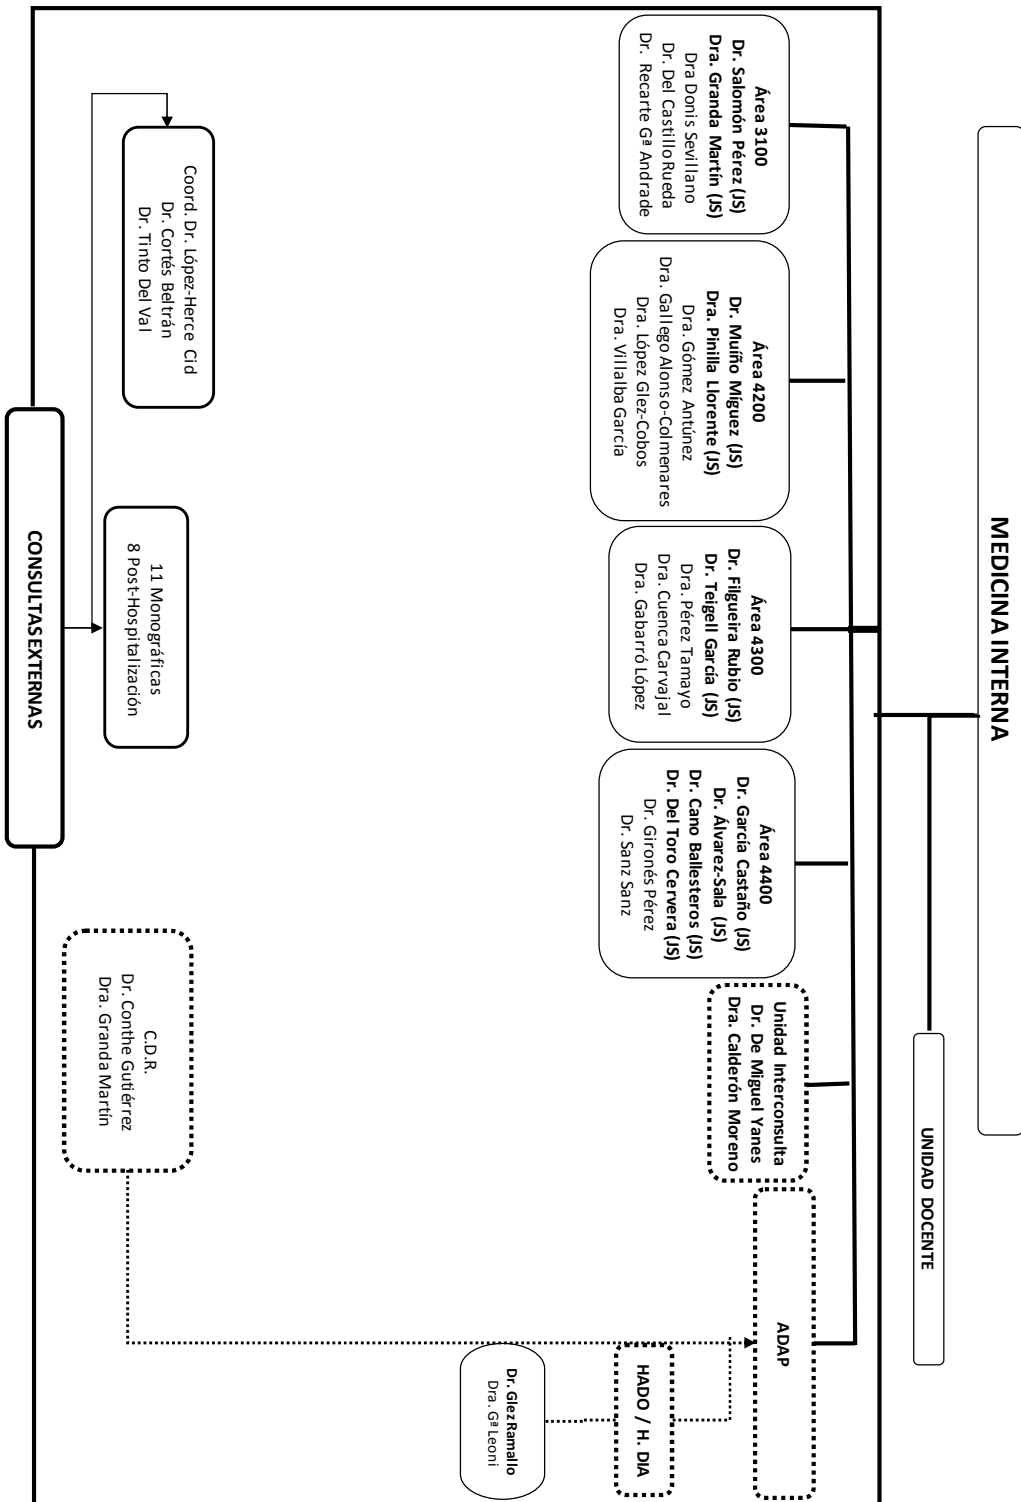 MEDICINA INTERNA
UNIDAD DOCENTE
Área 3100
Dr. Salomón Pérez (JS)
Dra. Granda Martín (JS)
Dra Donis Sevillano
Dr. Del Castillo Rueda
Dr. Recarte Gª Andrade
Área 4200
Dr. Muíño Míguez (JS)
Dra. Pinilla Llorente (JS)
Dra. Gómez Antúnez
Dra. Gallego Alonso-Colmenares
Dra. López Glez-Cobos
Dra. Villalba García
Área 4300
Dr. Filgueira Rubio (JS)
Dr. Teigell García (JS)
Dra. Pérez Tamayo
Dra. Cuenca Carvajal
Dra. Gabarró López
Área 4400
Dr. García Castaño (JS)
Dr. Álvarez-Sala (JS)
Dr. Cano Ballesteros (JS)
Dr. Del Toro Cervera (JS)
Dr. Gironés Pérez
Dr. Sanz Sanz
Unidad Interconsulta
Dr. De Miguel Yanes
Dra. Calderón Moreno
ADAP
HADO / H. DIA
Dr. Glez Ramallo
Dra. Gª Leoni
Coord. Dr. López-Herce Cid
Dr. Cortés Beltrán
Dr. Tinto Del Val
11 Monográficas
8 Post-Hospitalización
C.D.R.
Dr. Conthe Gutiérrez
Dra. Granda Martín
CONSULTAS EXTERNAS